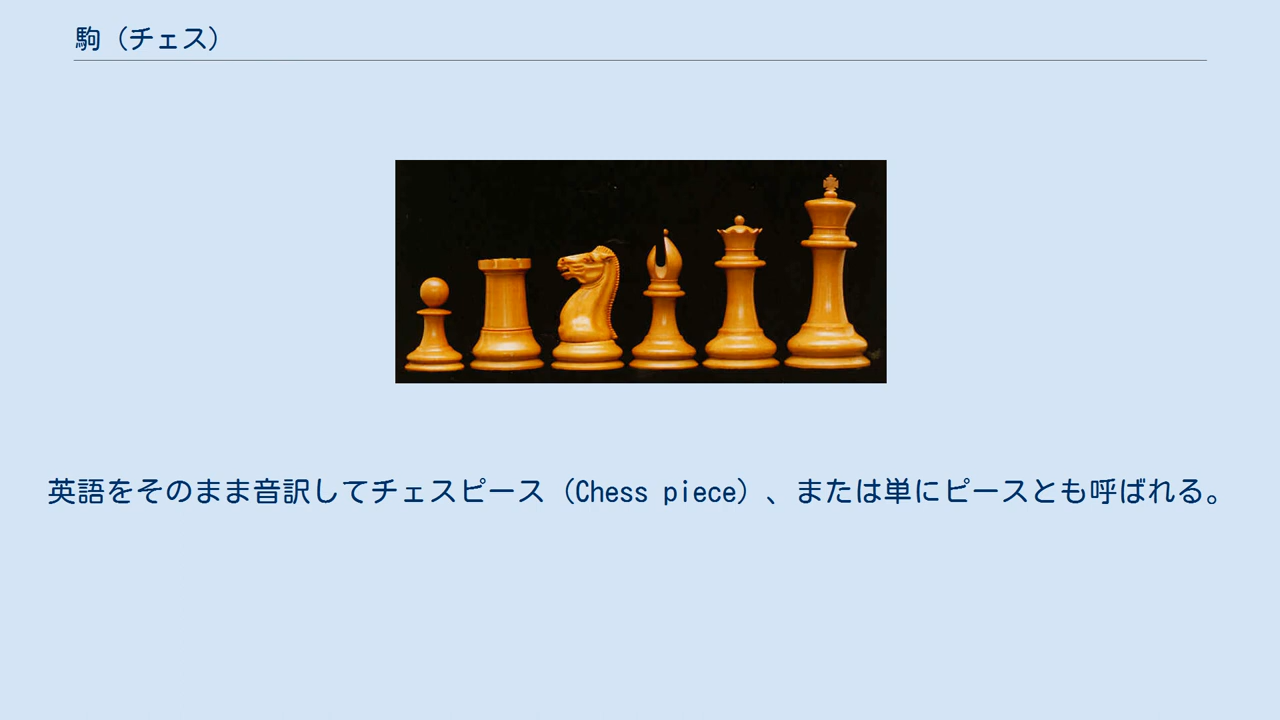 駒（チェス）
英語をそのまま音訳してチェスピース（Chess piece）、または単にピースとも呼ばれる。